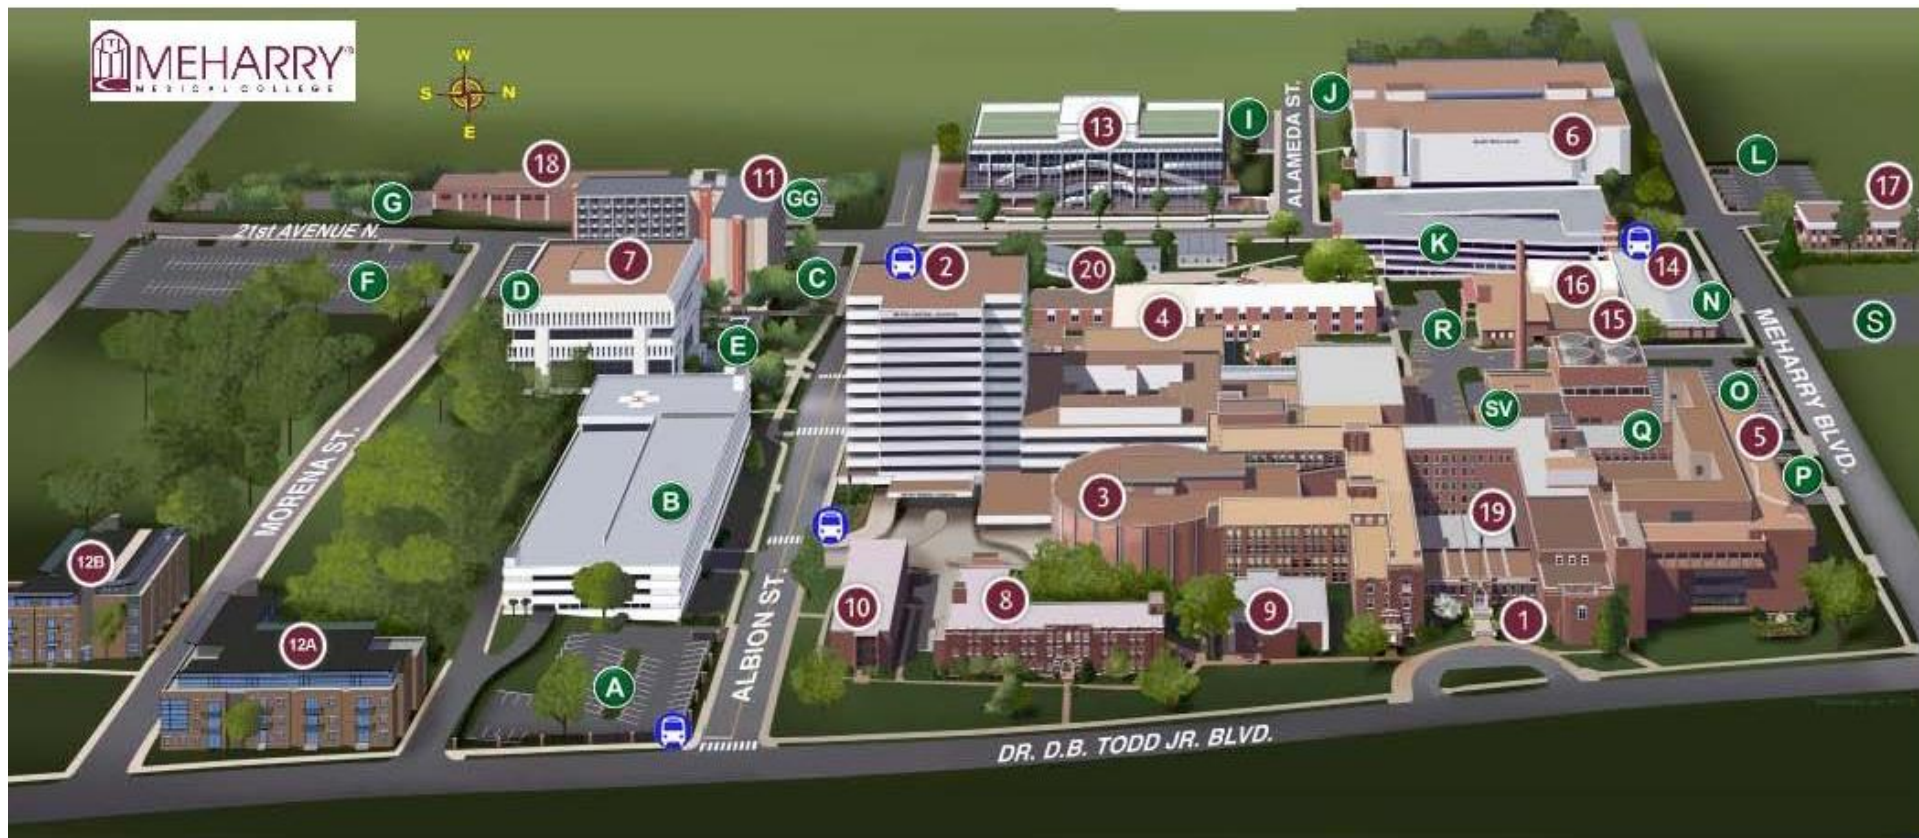 MEHARRY
MEDICAL COLLEGE
W
S N
E
13
I
ALAMEDA ST.
J
6
L
17
18
11
G
GG
21st AVENUE N.
F
D
7
C
2
20
K
14
16
N
S
E
4
R
15
MEHARRY BLVD.
O
SV
Q
5
P
MORENA ST.
B
3
19
12B
12A
10
8
9
1
A
ALBION ST.
DR. D.B. TODD JR. BLVD.